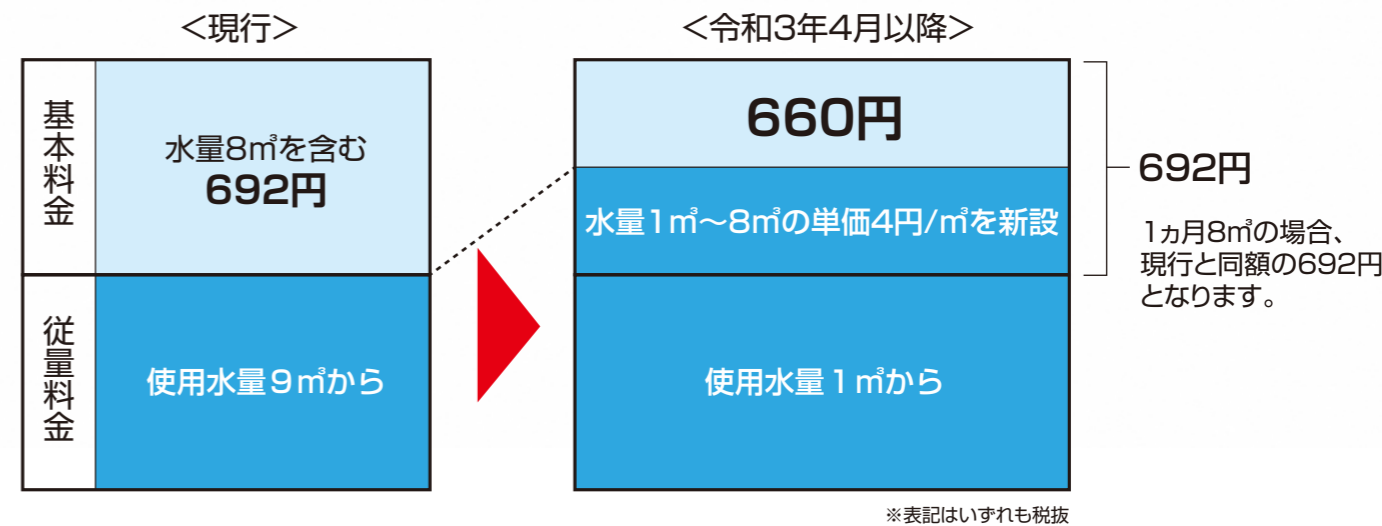 ＜現行＞
基本料金
水量8㎥を含む
692円
従量料金
使用水量9㎥から
＜令和3年4月以降＞
660円
水量1㎥～8㎥の単価4円/㎥を新設
使用水量1㎥から
692円
1ヵ月8㎥の場合、
現行と同額の692円
となります。
※表記はいずれも税抜